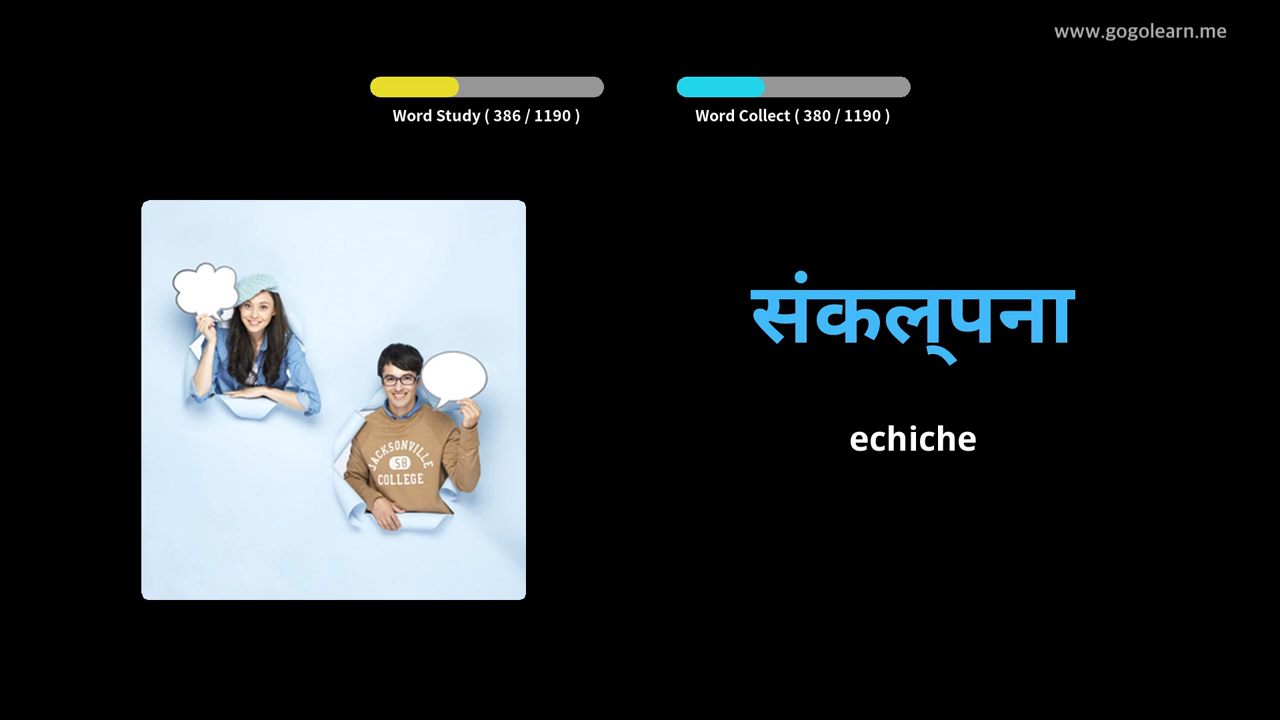 www.gogolearn.me
Word Study ( 386 / 1190 )
Word Collect ( 380 / 1190 )
संकल्पना
echiche
JACKSONVILLE
58
COLLEGE